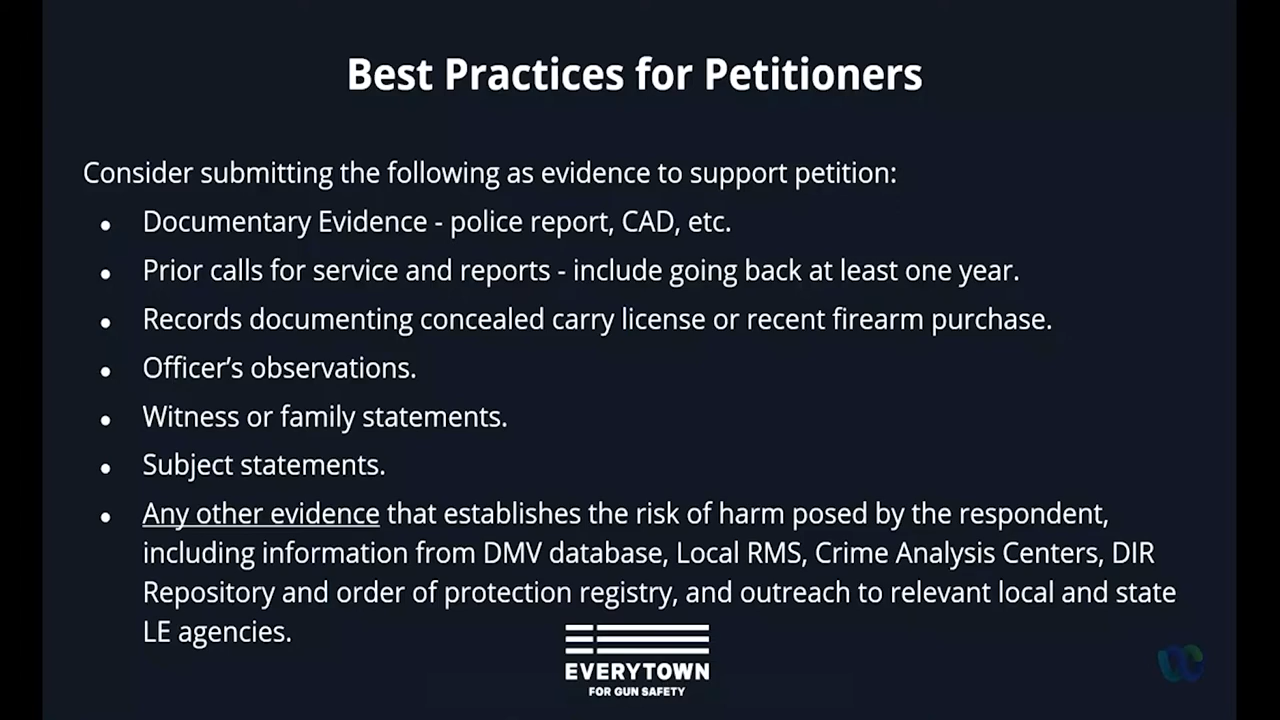 Best Practices for Petitioners
Consider submitting the following as evidence to support petition:
• Documentary Evidence - police report, CAD, etc.
• Prior calls for service and reports - include going back at least one year.
• Records documenting concealed carry license or recent firearm purchase.
• Officer’s observations.
• Witness or family statements.
• Subject statements.
• Any other evidence that establishes the risk of harm posed by the respondent,
including information from DMV database, Local RMS, Crime Analysis Centers, DIR
Repository and order of protection registry, and outreach to relevant local and state
LE agencies.
EVERYTOWN
FOR GUN SAFETY